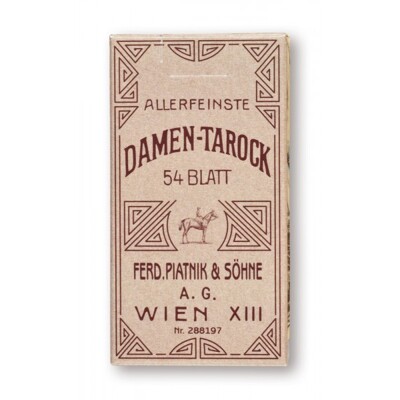 ALLERFEINSTE
DAMEN-TAROCK
54 BLATT
FERD. PIATNIK & SÖHNE
A. G.
WIEN XIII
Nr. 288197